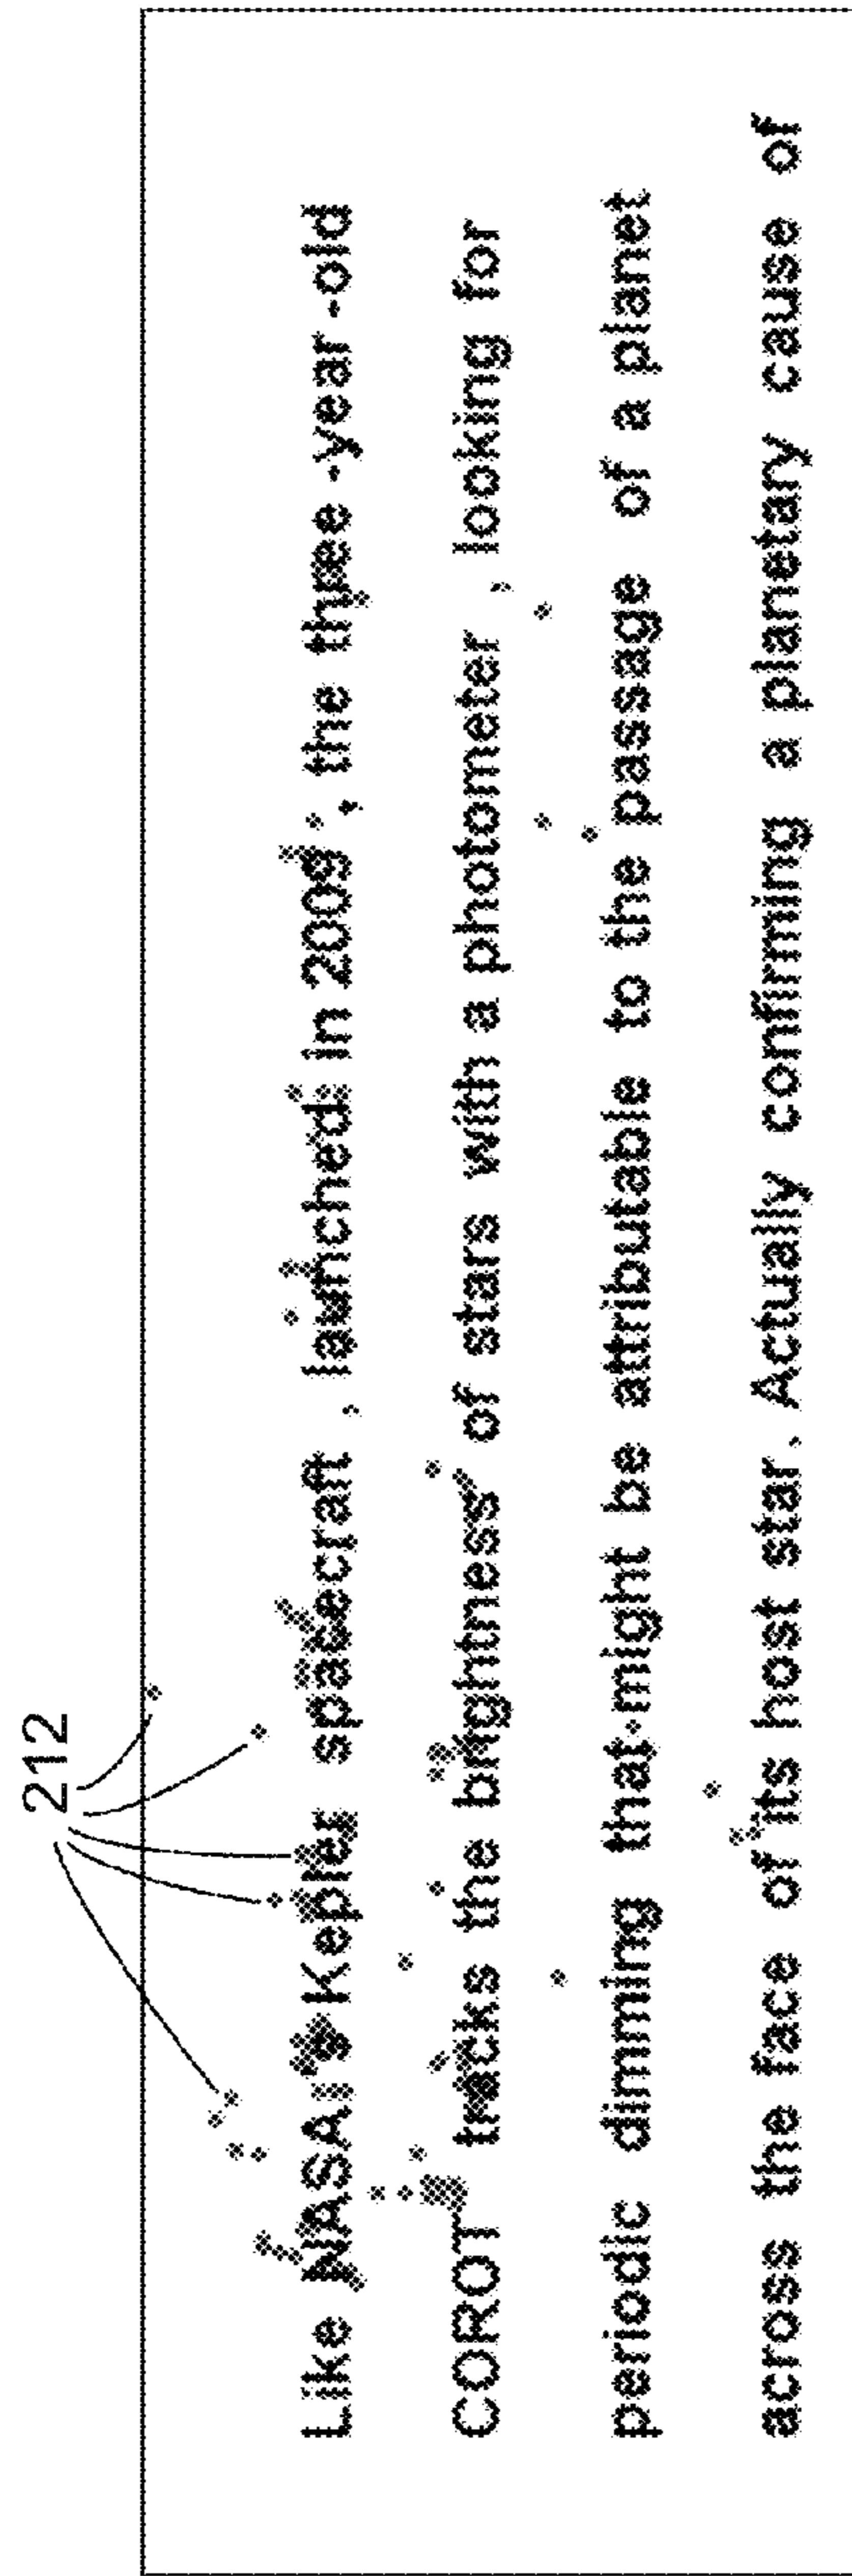 212
Like NASA's Kepler spacecraft, launched in 2009, the three-year-old
COROT tracks the brightness of stars with a photometer, looking for
periodic dimming that might be attributable to the passage of a planet
across the face of its host star. Actually confirming a planetary cause of